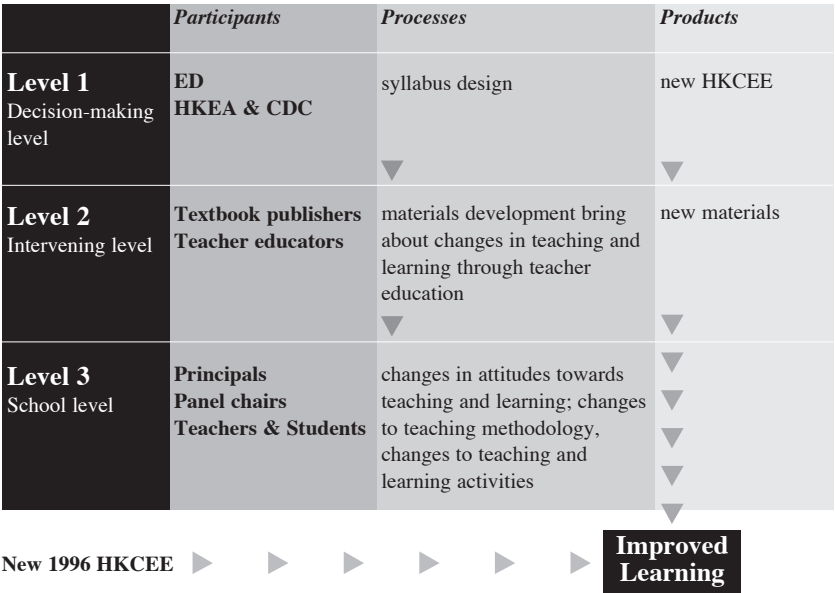 Participants
Processes
Products
Level 1
Decision-making
level
ED
HKEA & CDC
syllabus design
new HKCEE
Level 2
Intervening level
Textbook publishers
Teacher educators
materials development bring
about changes in teaching and
learning through teacher
education
new materials
Level 3
School level
Principals
Panel chairs
Teachers & Students
changes in attitudes towards
teaching and learning; changes
to teaching methodology,
changes to teaching and
learning activities
New 1996 HKCEE
Improved
Learning